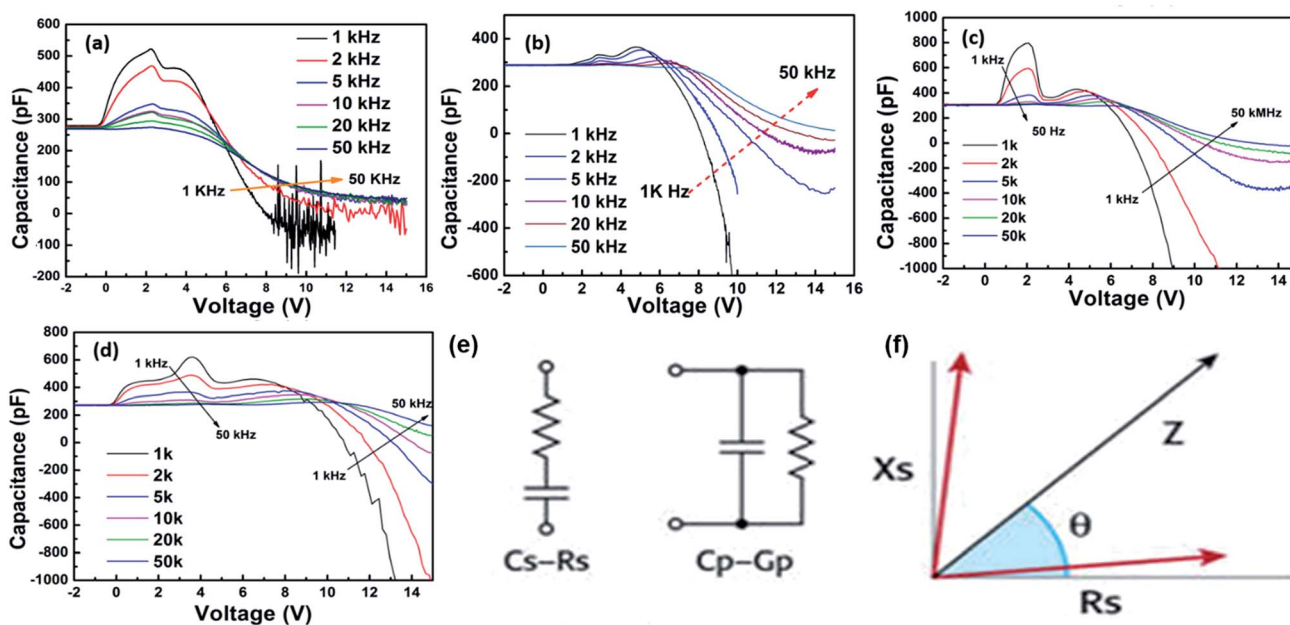 (a)
1 kHz
2 kHz
5 kHz
10 kHz
20 kHz
50 kHz
1 KHz
50 KHz
Capacitance (pF)
600
500
400
300
200
100
0
-100
200
-2 0 2 4 6 8 10 12 14 16
Voltage (V)
(b)
50 kHz
1 kHz
2 kHz
5 kHz
10 kHz
20 kHz
50 kHz
1K Hz
Capacitance (pF)
400
200
0
-200
-400
-600
-4 -2 0 2 4 6 8 10 12 14 16
Voltage (V)
(c)
1 kHz
50 Hz
50 kMHz
1 kHz
1k
2k
5k
10k
20k
50k
Capacitance (pF)
1000
800
600
400
200
0
-200
-400
-600
-800
-1000
-2 0 2 4 6 8 10 12 14
Voltage (V)
(d)
1 kHz
50 kHz
50 kHz
1 kHz
1k
2k
5k
10k
20k
50k
Capacitance (pF)
800
600
400
200
0
-200
-400
-600
-800
-1000
-2 0 2 4 6 8 10 12 14
Voltage (V)
(e)
Cs–Rs
Cp–Gp
(f)
Xs
Z
θ
Rs